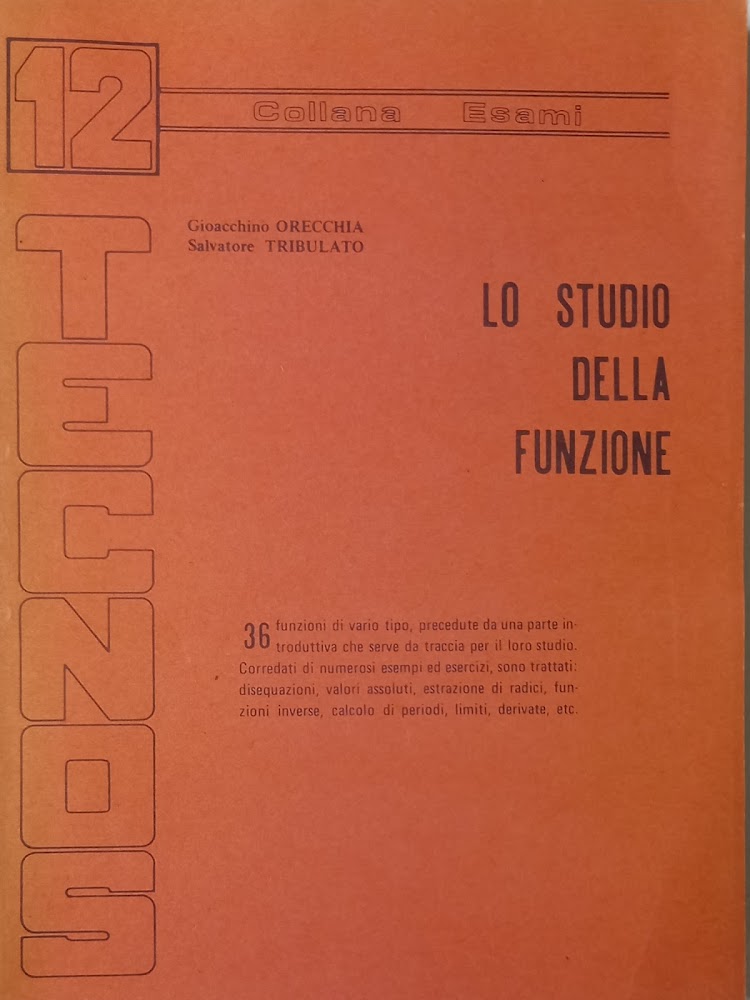 12
Collana Esami
TECNOS
Gioacchino ORECCHIA
Salvatore TRIBULATO
LO STUDIO
DELLA
FUNZIONE
36 funzioni di vario tipo, precedute da una parte in-
troduttiva che serve da traccia per il loro studio.
Corredati di numerosi esempi ed esercizi, sono trattati:
disequazioni, valori assoluti, estrazione di radici, fun-
zioni inverse, calcolo di periodi, limiti, derivate, etc.